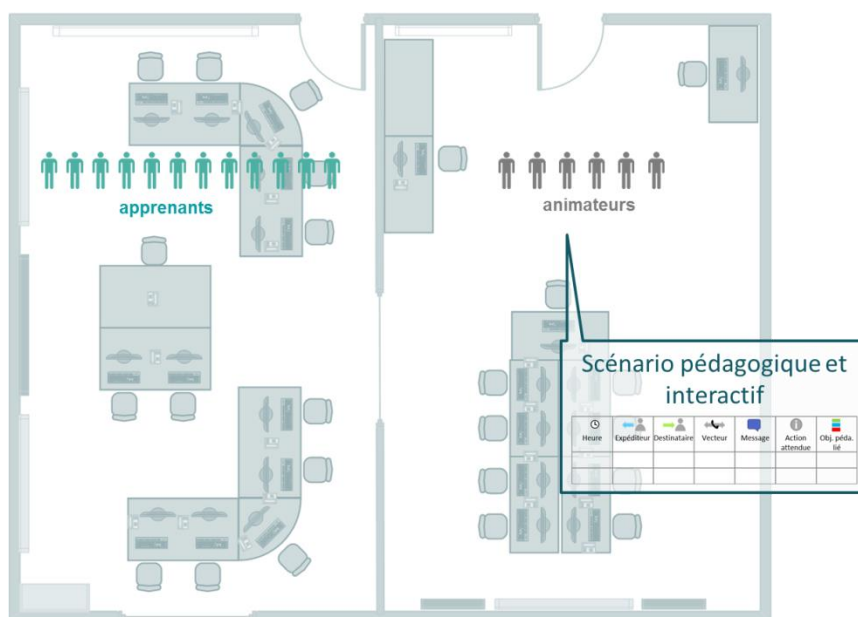 apprenants
animateurs
Scénario pédagogique et
interactif
Heure
Expéditeur
Destinataire
Vecteur
Message
Action
attendue
Obj. péda.
lié